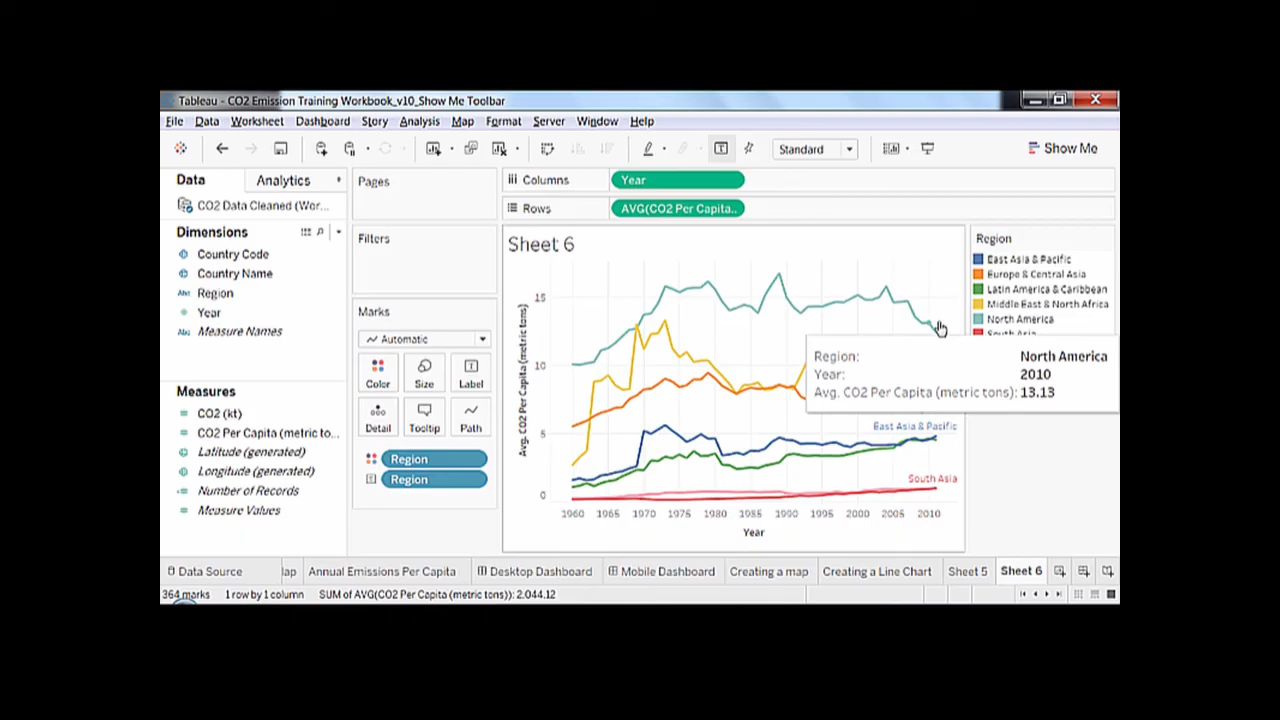 Tableau - CO2 Emission Training Workbook_v10_Show Me Toolbar
File Data Worksheet Dashboard Story Analysis Map Format Server Window Help
Standard
Show Me
Data
Analytics
CO2 Data Cleaned (Wor...
Dimensions
Country Code
Country Name
Abc Region
Year
Abc Measure Names
Measures
CO2 (kt)
CO2 Per Capita (metric to...
Latitude (generated)
Longitude (generated)
Number of Records
Measure Values
Pages
Filters
Marks
Automatic
Color Size Label
Detail Tooltip Path
Region
Region
Columns Year
Rows AVG(CO2 Per Capita..
Sheet 6
Avg. CO2 Per Capita (metric tons)
15
10
5
0
East Asia & Pacific
South Asia
1960 1965 1970 1975 1980 1985 1990 1995 2000 2005 2010
Year
Region: North America
Year: 2010
Avg. CO2 Per Capita (metric tons): 13.13
Region
East Asia & Pacific
Europe & Central Asia
Latin America & Caribbean
Middle East & North Africa
North America
South Asia
Data Source lap Annual Emissions Per Capita Desktop Dashboard Mobile Dashboard Creating a map Creating a Line Chart Sheet 5 Sheet 6
364 marks 1 row by 1 column SUM of AVG(CO2 Per Capita (metric tons)): 2,044.12